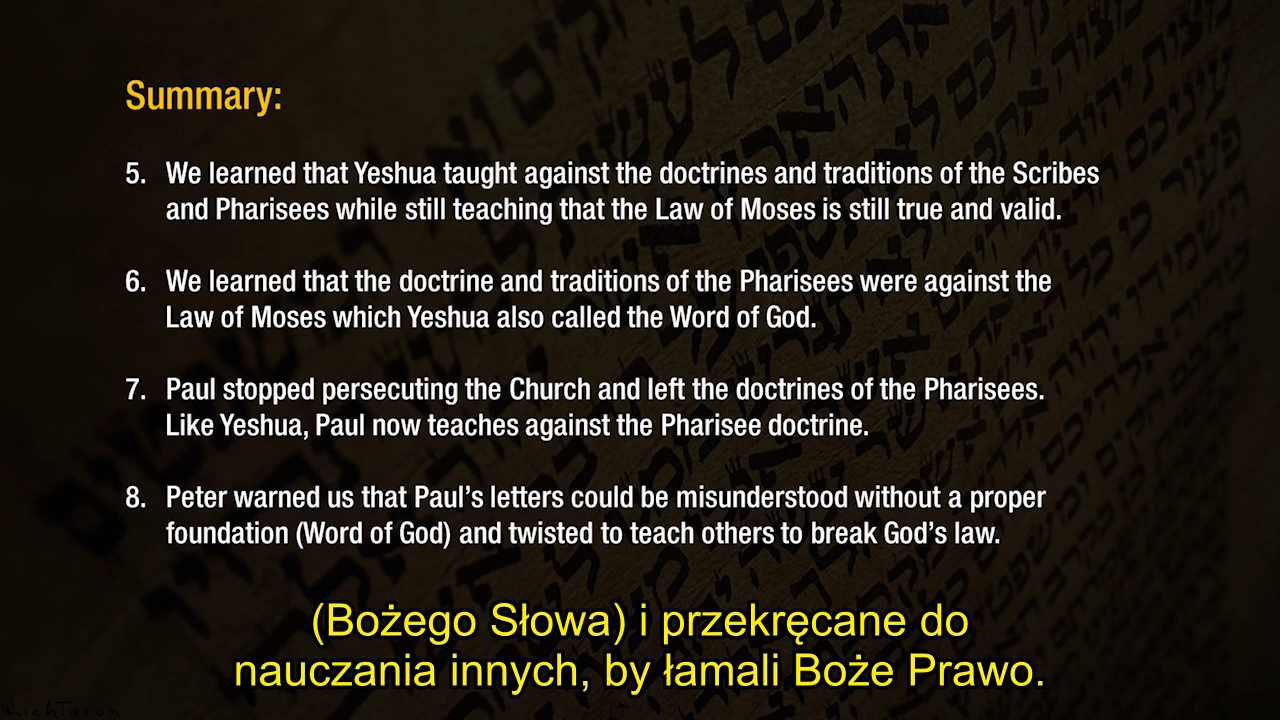 Summary:
5. We learned that Yeshua taught against the doctrines and traditions of the Scribes
and Pharisees while still teaching that the Law of Moses is still true and valid.
6. We learned that the doctrine and traditions of the Pharisees were against the
Law of Moses which Yeshua also called the Word of God.
7. Paul stopped persecuting the Church and left the doctrines of the Pharisees.
Like Yeshua, Paul now teaches against the Pharisee doctrine.
8. Peter warned us that Paul’s letters could be misunderstood without a proper
foundation (Word of God) and twisted to teach others to break God’s law.
(Bożego Słowa) i przekręcane do
nauczania innych, by łamali Boże Prawo.